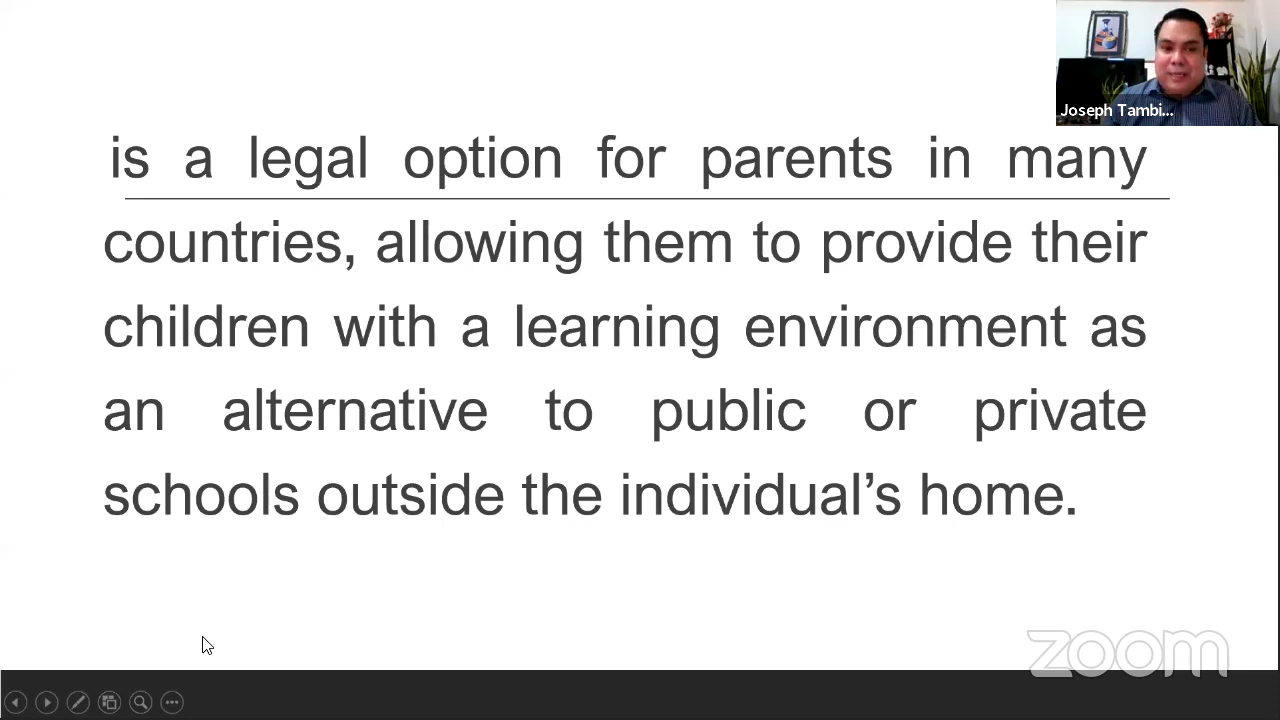 Joseph Tambi...
is a legal option for parents in many
countries, allowing them to provide their
children with a learning environment as
an alternative to public or private
schools outside the individual’s home.
zoom